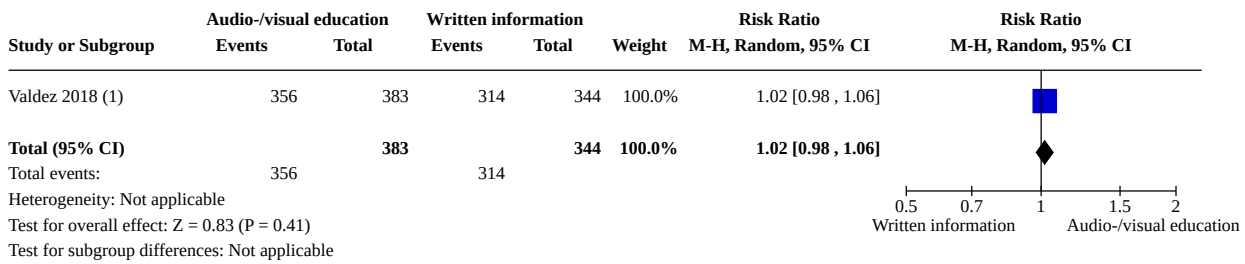 Audio-/visual education Written information Risk Ratio Risk Ratio
Study or Subgroup Events Total Events Total Weight M-H, Random, 95% CI M-H, Random, 95% CI
Valdez 2018 (1) 356 383 314 344 100.0% 1.02 [0.98 , 1.06]
Total (95% CI) 383 344 100.0% 1.02 [0.98 , 1.06]
Total events: 356 314
Heterogeneity: Not applicable
0.5 0.7 1 1.5 2
Test for overall effect: Z = 0.83 (P = 0.41)
Written information Audio-/visual education
Test for subgroup differences: Not applicable